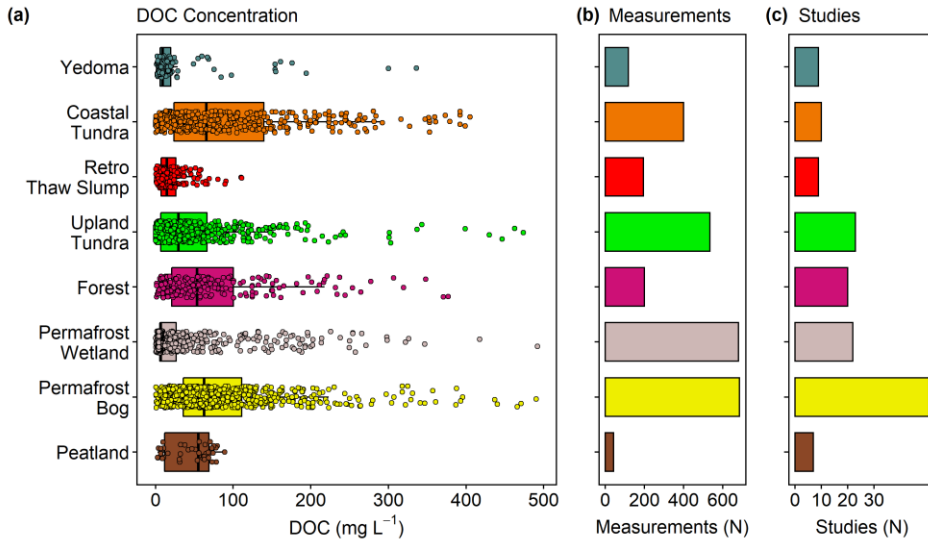 (a) DOC Concentration
(b) Measurements
(c) Studies
Yedoma
Coastal
Tundra
Retro
Thaw Slump
Upland
Tundra
Forest
Permafrost
Wetland
Permafrost
Bog
Peatland
0 100 200 300 400 500
DOC (mg L⁻¹)
0 200 400 600
Measurements (N)
0 10 20 30
Studies (N)